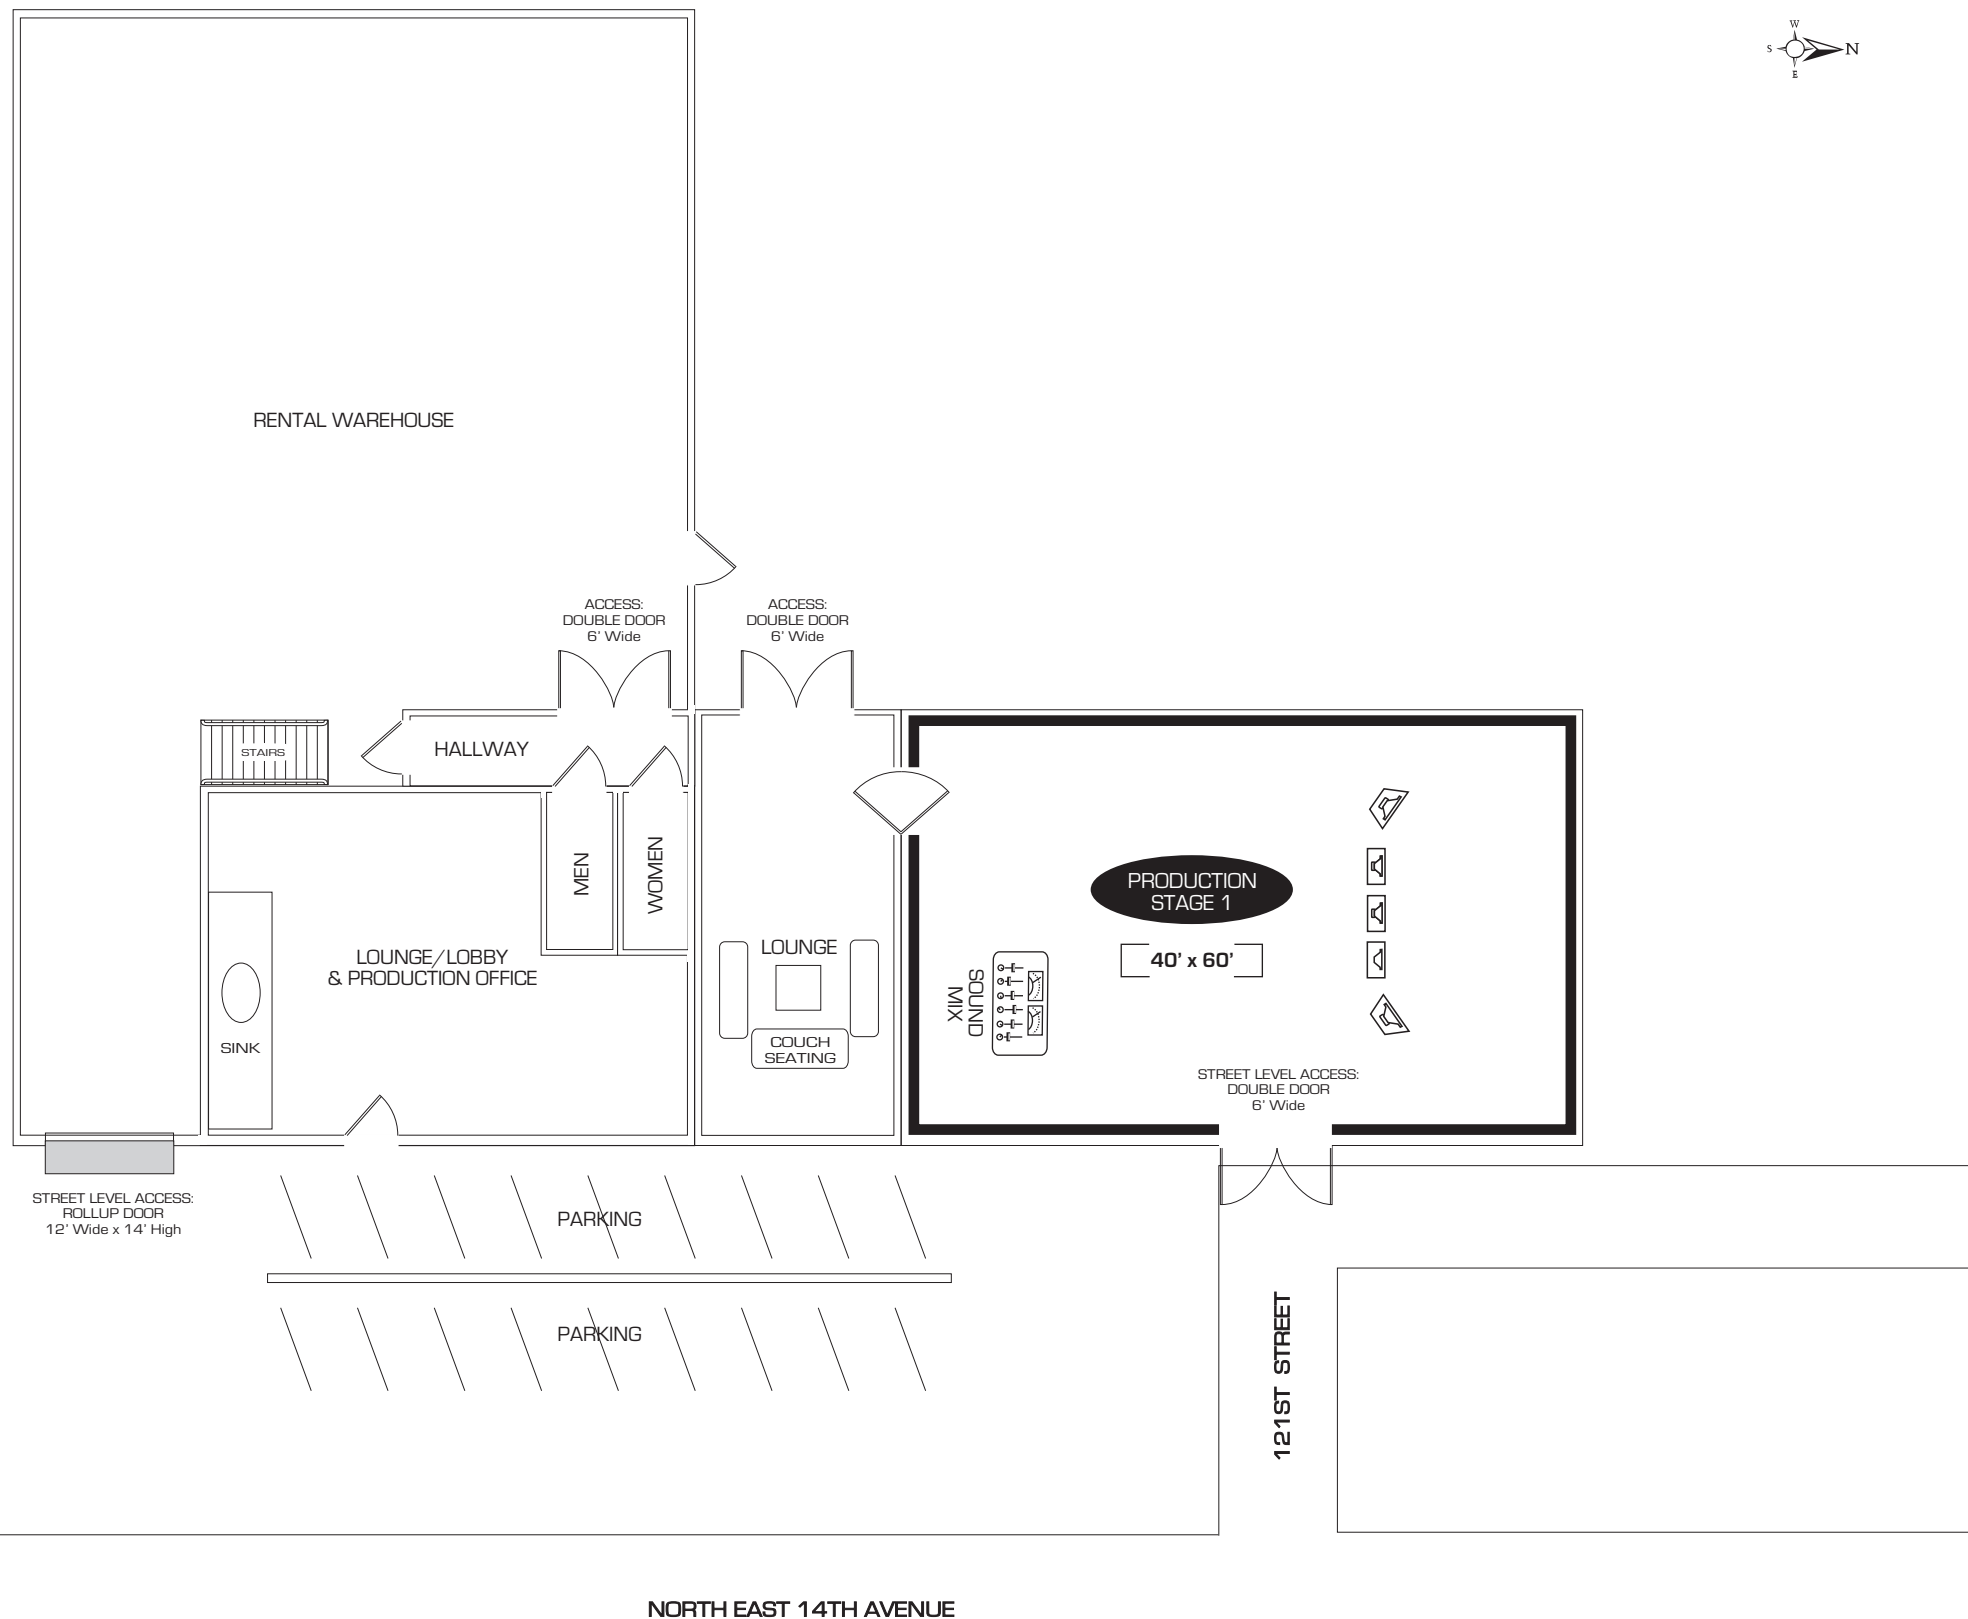 W
S
N
E
RENTAL WAREHOUSE
ACCESS:
DOUBLE DOOR
6' Wide
ACCESS:
DOUBLE DOOR
6' Wide
STAIRS
HALLWAY
MEN
WOMEN
LOUNGE/LOBBY
& PRODUCTION OFFICE
SINK
LOUNGE
COUCH
SEATING
PRODUCTION
STAGE 1
40' x 60'
SOUND
MIX
STREET LEVEL ACCESS:
DOUBLE DOOR
6' Wide
STREET LEVEL ACCESS:
ROLLUP DOOR
12' Wide x 14' High
PARKING
PARKING
121ST STREET
NORTH EAST 14TH AVENUE